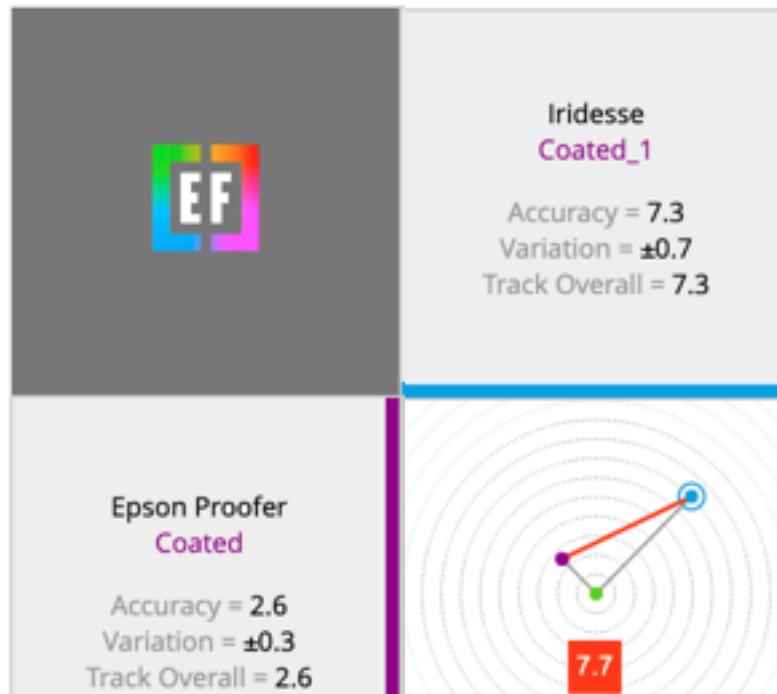 EF
Iridesse
Coated_1
Accuracy = 7.3
Variation = ±0.7
Track Overall = 7.3
Epson Proofer
Coated
Accuracy = 2.6
Variation = ±0.3
Track Overall = 2.6
7.7